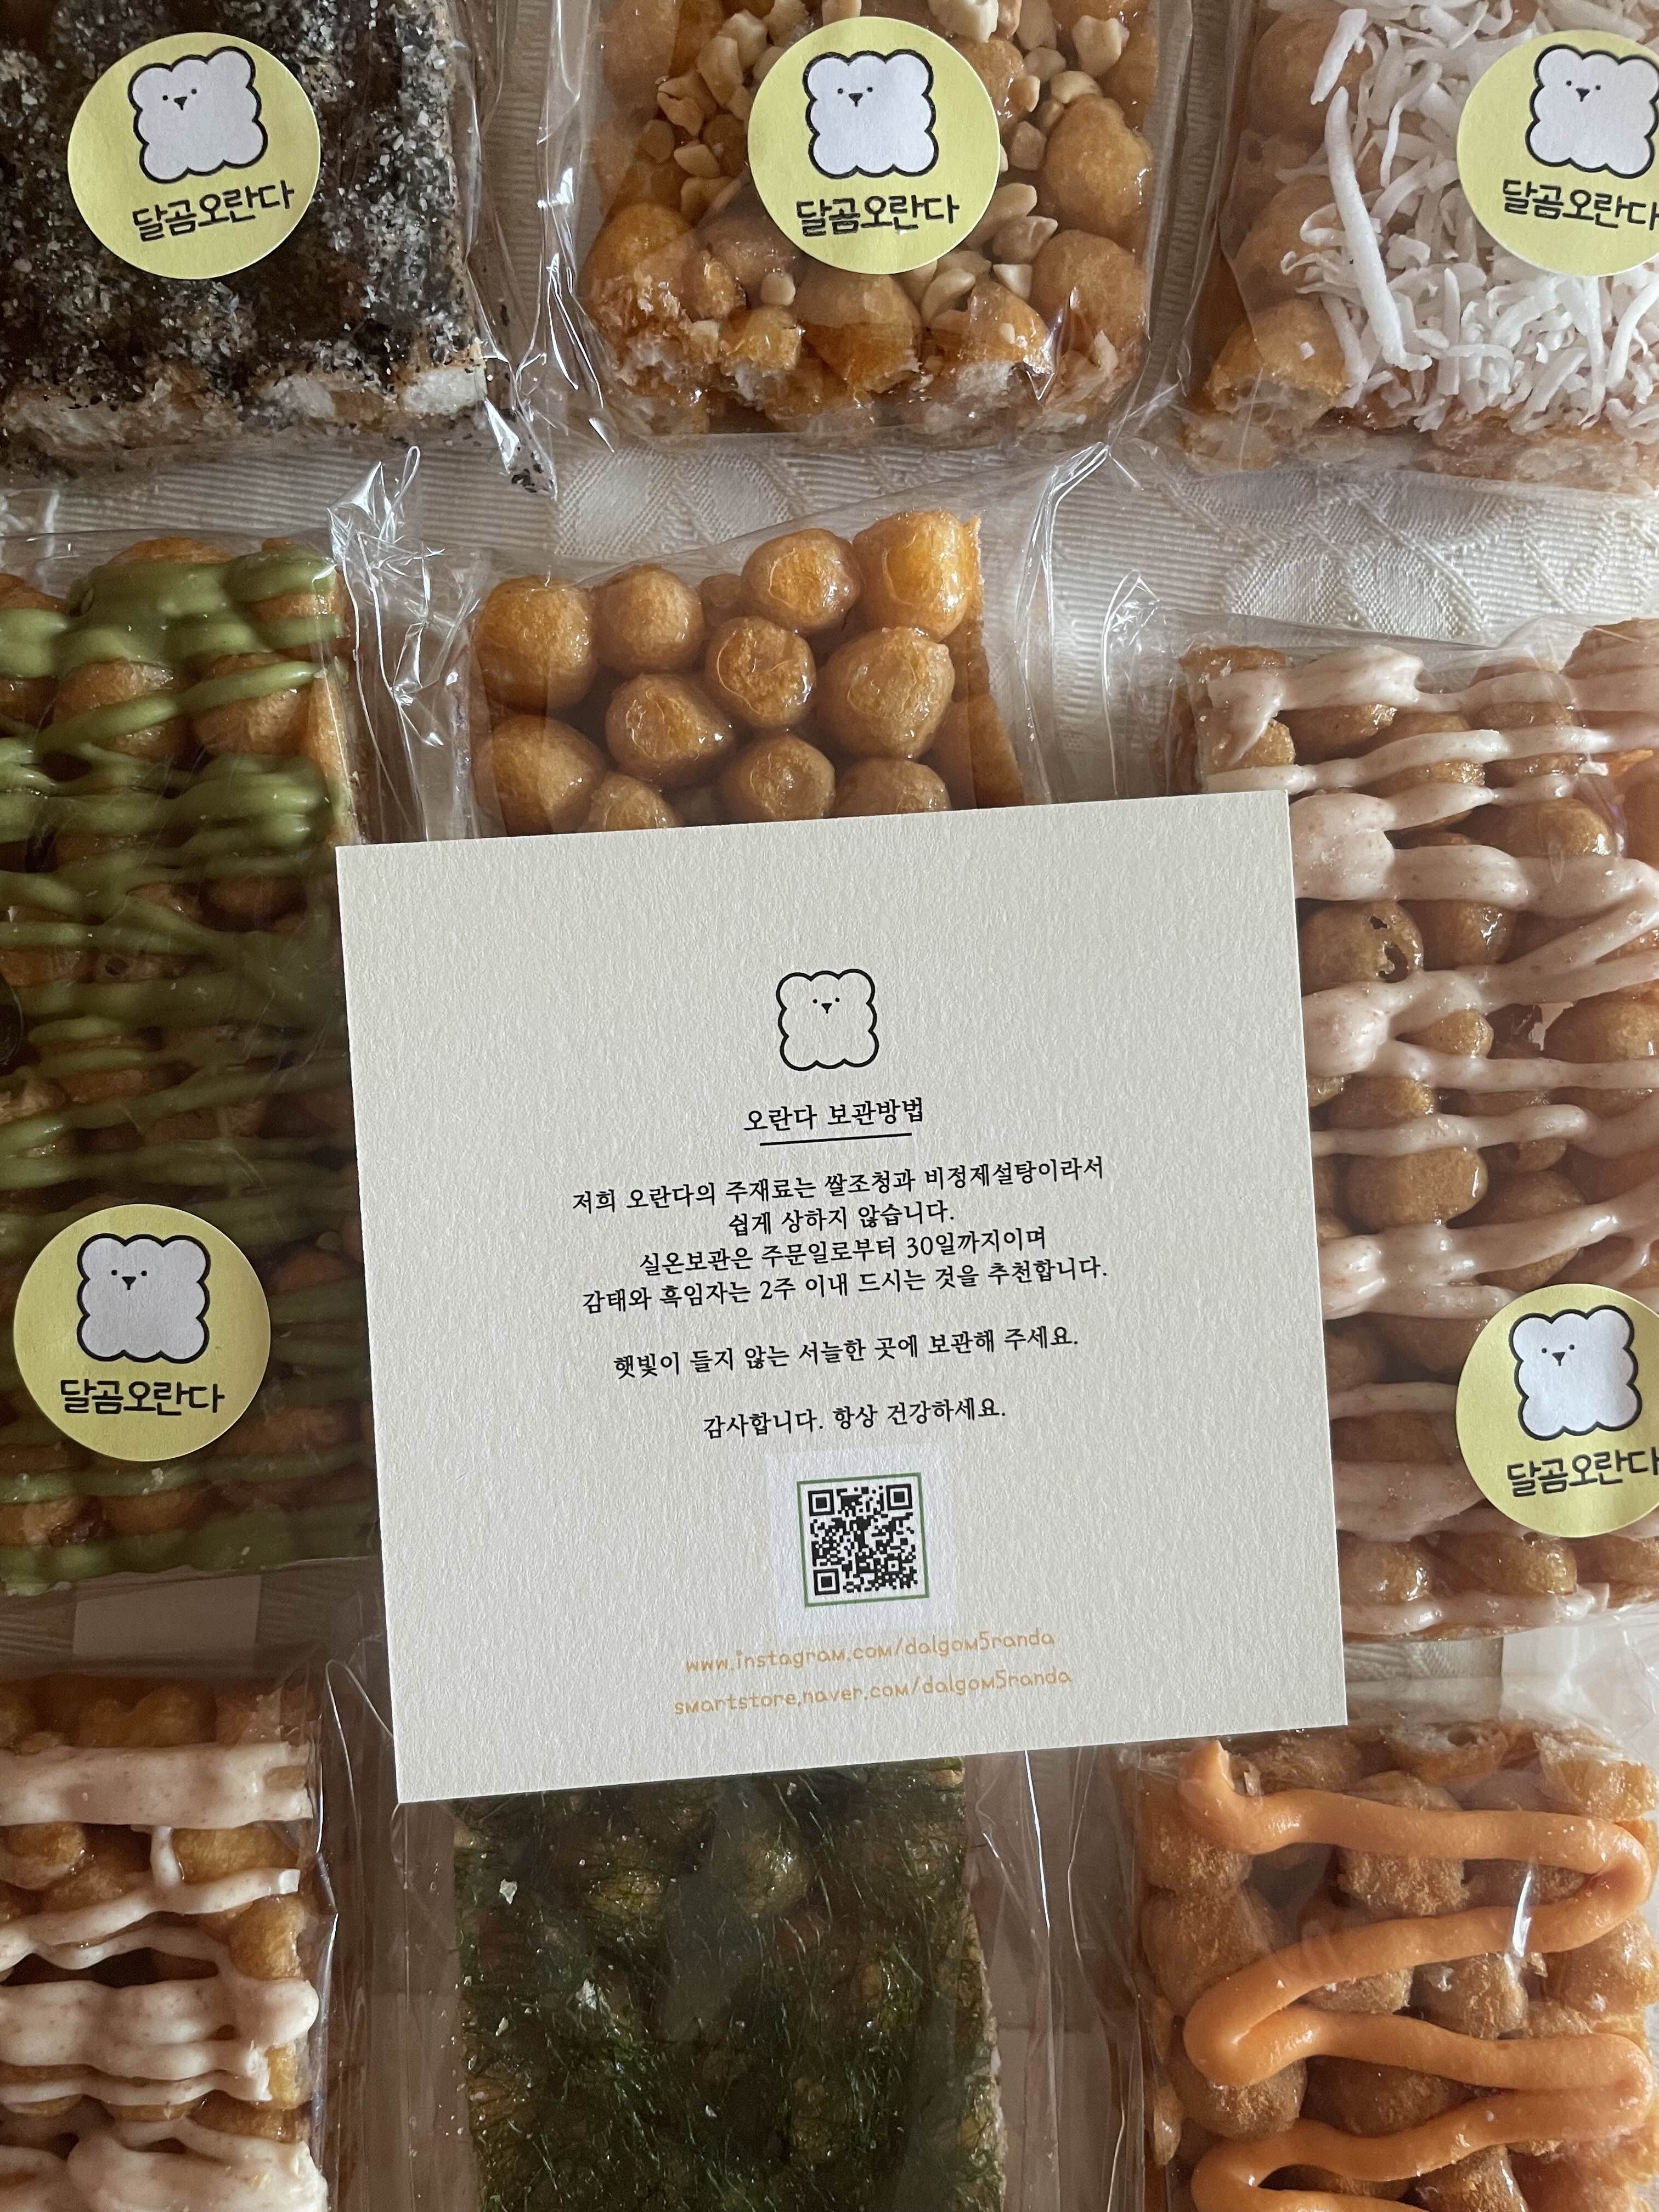 달곰오란다
달곰오란다
달곰오란다
오란다 보관방법
저희 오란다의 주재료는 쌀조청과 비정제설탕이라서
쉽게 상하지 않습니다.
실온보관은 주문일로부터 30일까지이며
감태와 흑임자는 2주 이내 드시는 것을 추천합니다.
햇빛이 들지 않는 서늘한 곳에 보관해 주세요.
감사합니다. 항상 건강하세요.
www.instagram.com/dalgom5randa
smartstore.naver.com/dalgom5randa
달곰오란다
달곰오란다